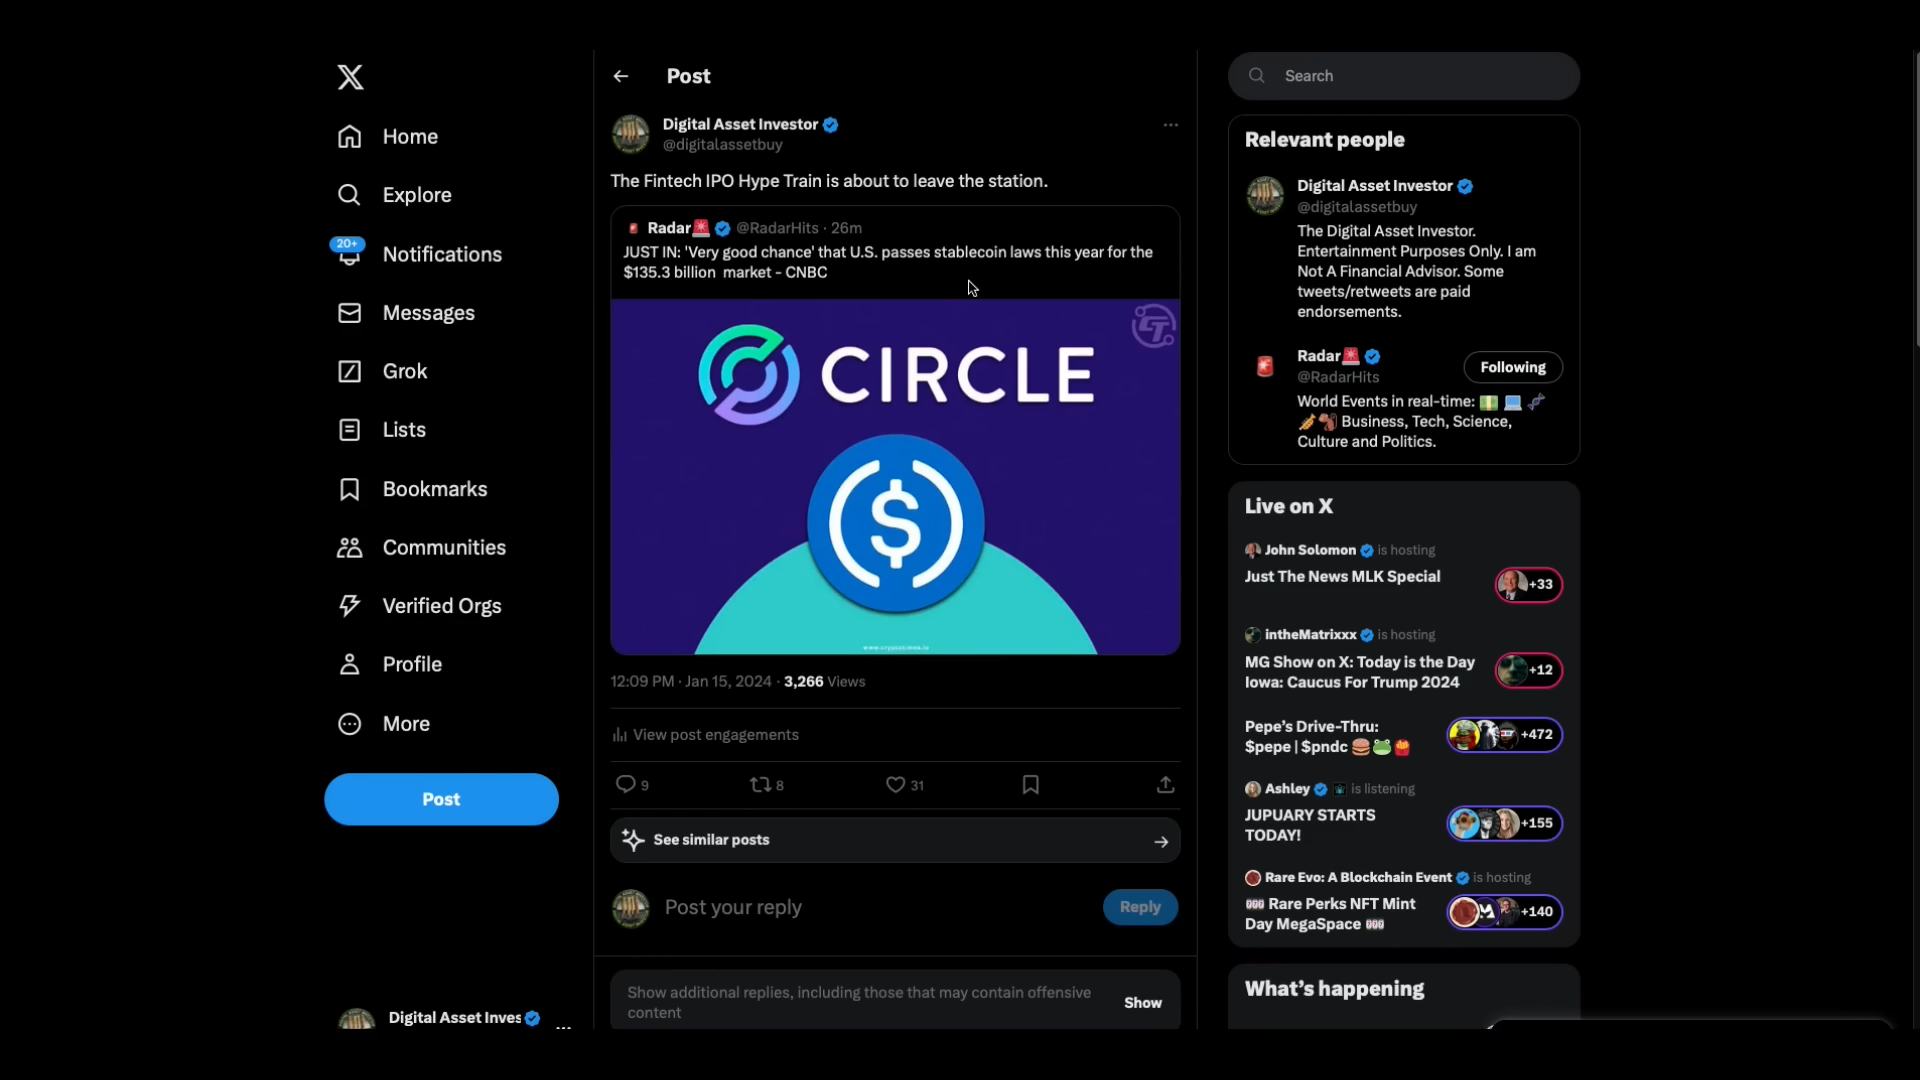 Home
Explore
20+
Notifications
Messages
Grok
Lists
Bookmarks
Communities
Verified Orgs
Profile
More
Post
Digital Asset Inves
...
Post
Digital Asset Investor
@digitalassetbuy
The Fintech IPO Hype Train is about to leave the station.
Radar🚨 @RadarHits · 26m
JUST IN: 'Very good chance' that U.S. passes stablecoin laws this year for the
$135.3 billion market - CNBC
CIRCLE
$
www.cryptotimes.io
12:09 PM · Jan 15, 2024 · 3,266 Views
View post engagements
9
8
31
See similar posts
Post your reply
Reply
Show additional replies, including those that may contain offensive
content
Show
Search
Relevant people
Digital Asset Investor
@digitalassetbuy
The Digital Asset Investor.
Entertainment Purposes Only. I am
Not A Financial Advisor. Some
tweets/retweets are paid
endorsements.
Radar🚨
@RadarHits
Following
World Events in real-time: 💵 💻 🧬
🎺🐿️ Business, Tech, Science,
Culture and Politics.
Live on X
John Solomon is hosting
Just The News MLK Special
+33
intheMatrixxx is hosting
MG Show on X: Today is the Day
Iowa: Caucus For Trump 2024
+12
Pepe's Drive-Thru:
$pepe | $pndc 🍔🐸🍟
+472
Ashley is listening
JUPUARY STARTS
TODAY!
+155
Rare Evo: A Blockchain Event is hosting
Rare Perks NFT Mint
Day MegaSpace
+140
What's happening